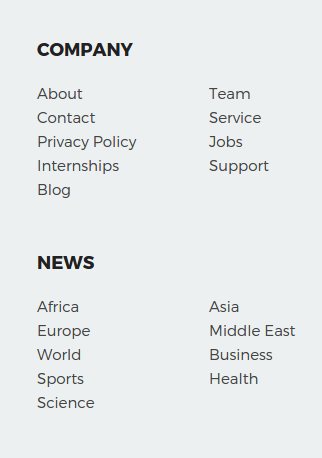 COMPANY
About
Contact
Privacy Policy
Internships
Blog
Team
Service
Jobs
Support
NEWS
Africa
Europe
World
Sports
Science
Asia
Middle East
Business
Health